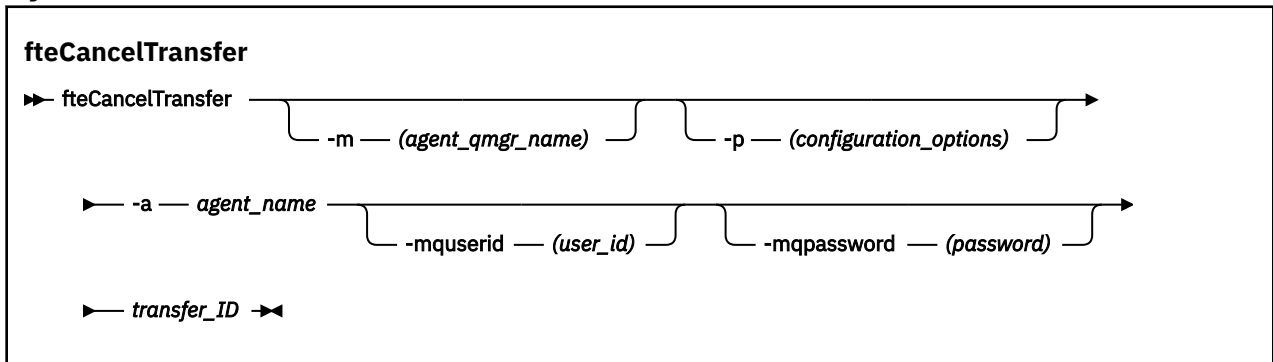 fteCancelTransfer
fteCancelTransfer
-m (agent_qmgr_name) -p (configuration_options)
-a agent_name
-mquserid (user_id) -mqpassword (password)
transfer_ID